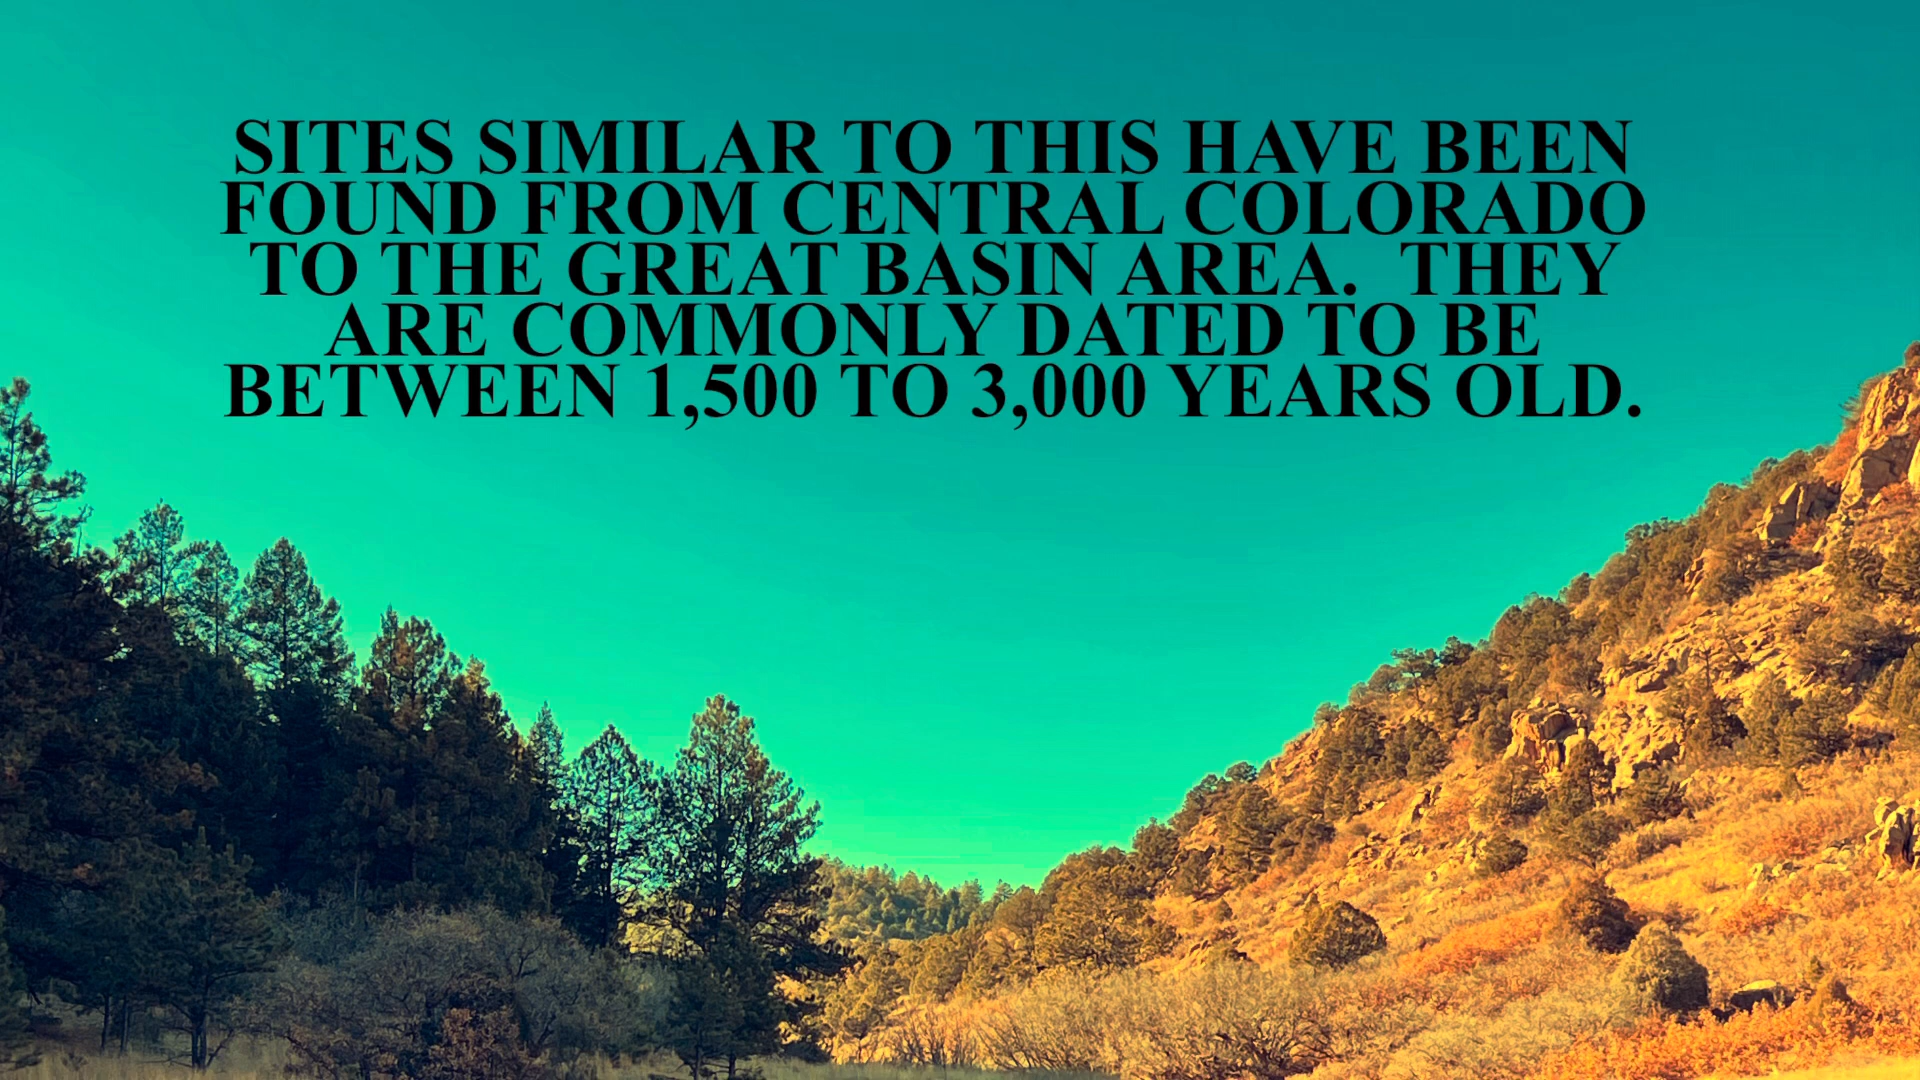 SITES SIMILAR TO THIS HAVE BEEN
FOUND FROM CENTRAL COLORADO
TO THE GREAT BASIN AREA.  THEY
ARE COMMONLY DATED TO BE
BETWEEN 1,500 TO 3,000 YEARS OLD.